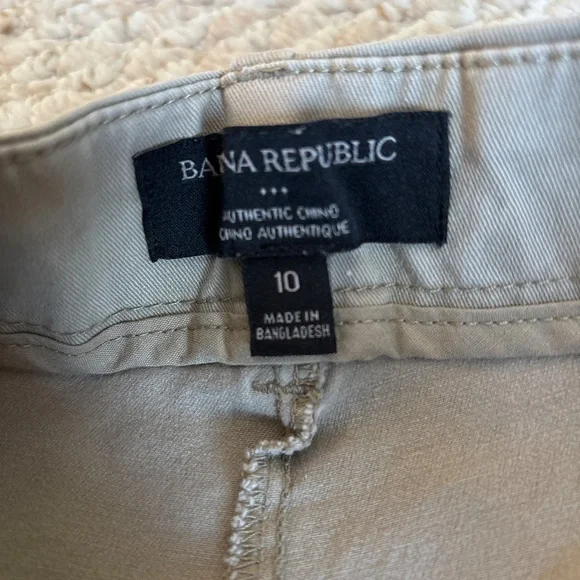 BANA REPUBLIC
AUTHENTIC CHINO
CHINO AUTHENTIQUE
10
MADE IN
BANGLADESH